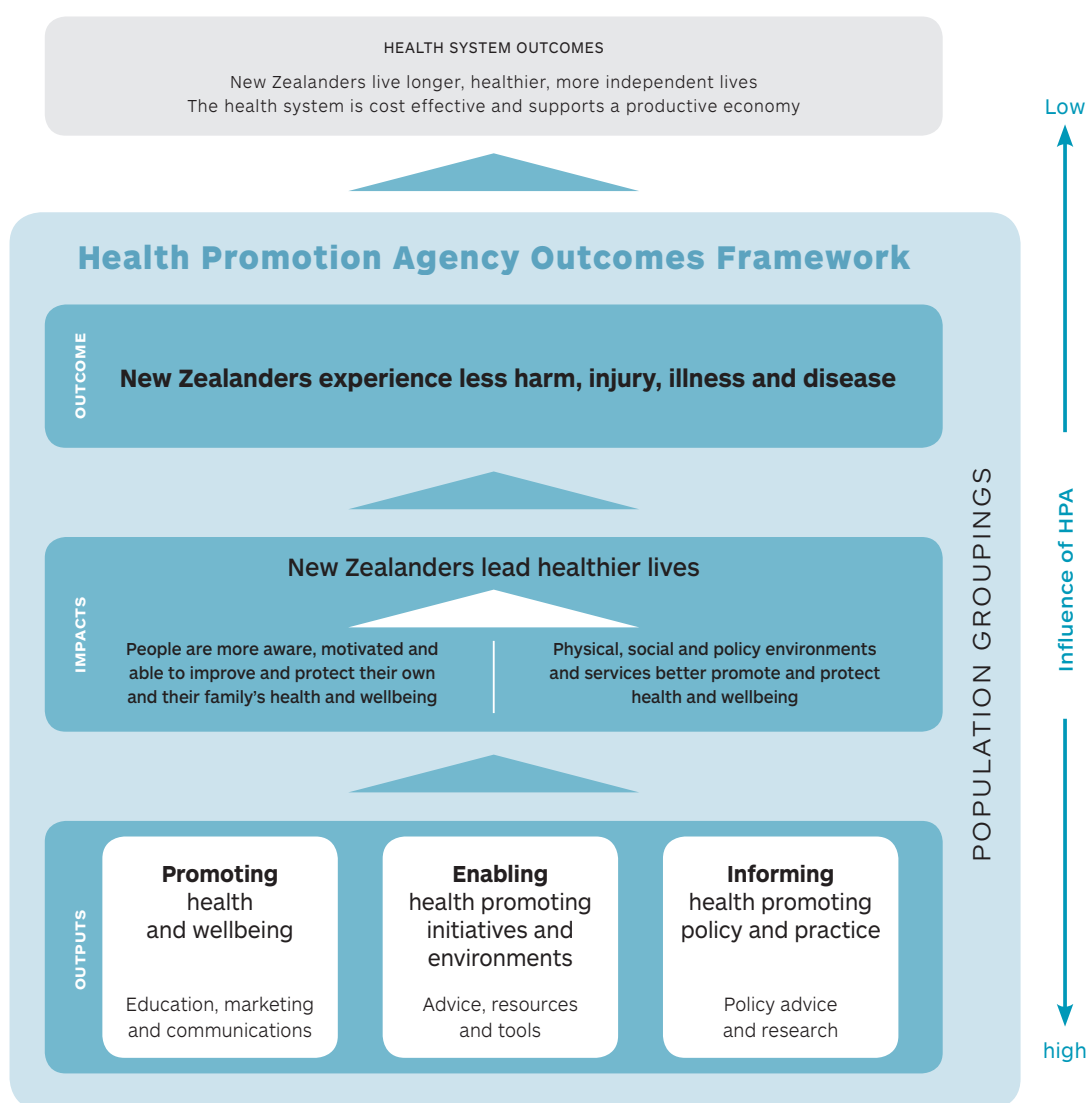 HEALTH SYSTEM OUTCOMES
New Zealanders live longer, healthier, more independent lives
The health system is cost effective and supports a productive economy
Low
Health Promotion Agency Outcomes Framework
OUTCOME
New Zealanders experience less harm, injury, illness and disease
POPULATION GROUPINGS
Influence of HPA
IMPACTS
New Zealanders lead healthier lives
People are more aware, motivated and
able to improve and protect their own
and their family's health and wellbeing
Physical, social and policy environments
and services better promote and protect
health and wellbeing
OUTPUTS
Promoting
health
and wellbeing
Education, marketing
and communications
Enabling
health promoting
initiatives and
environments
Advice, resources
and tools
Informing
health promoting
policy and practice
Policy advice
and research
high